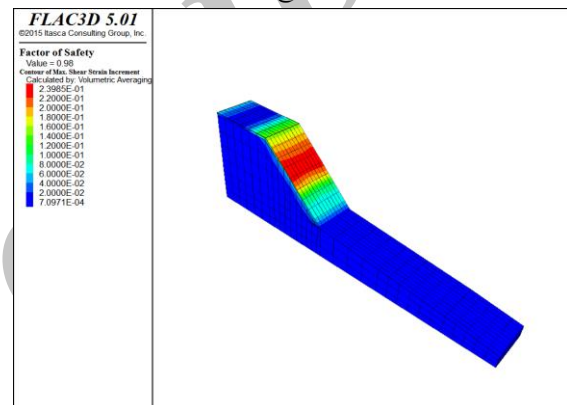 FLAC3D 5.01
©2015 Itasca Consulting Group, Inc.
Factor of Safety
Value = 0.98
Contour of Max. Shear Strain Increment
Calculated by: Volumetric Averaging
2.3985E-01
2.2000E-01
2.0000E-01
1.8000E-01
1.6000E-01
1.4000E-01
1.2000E-01
1.0000E-01
8.0000E-02
6.0000E-02
4.0000E-02
2.0000E-02
7.0971E-04